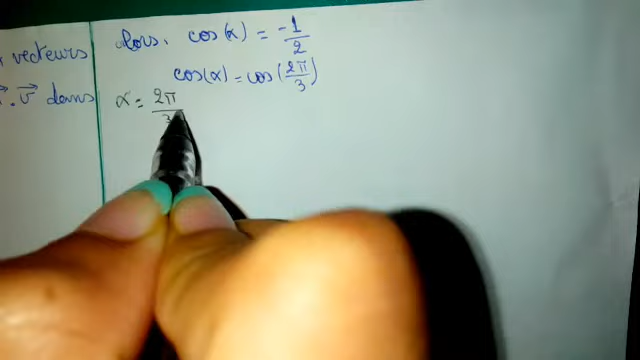 vecteurs
. v⃗ dans
Alors. cos(α) = -1/2
cos(α) = cos(2π/3)
α = 2π/3